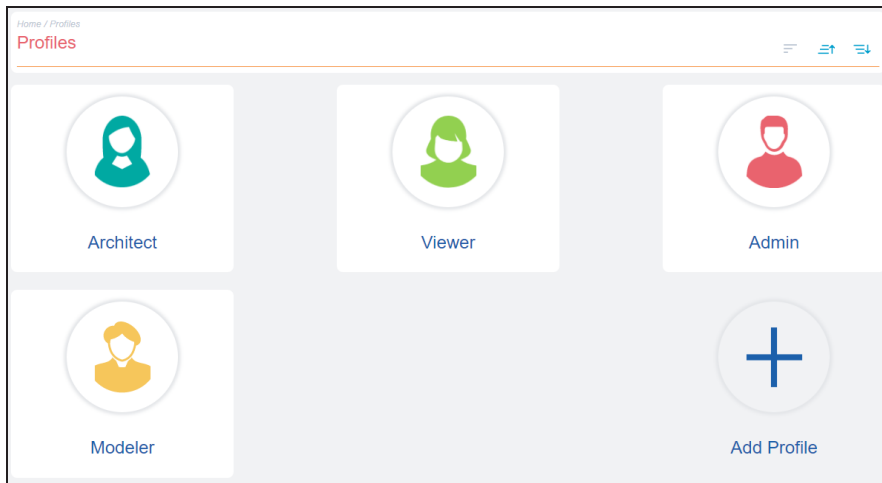 Home / Profiles
Profiles
Architect
Viewer
Admin
Modeler
Add Profile